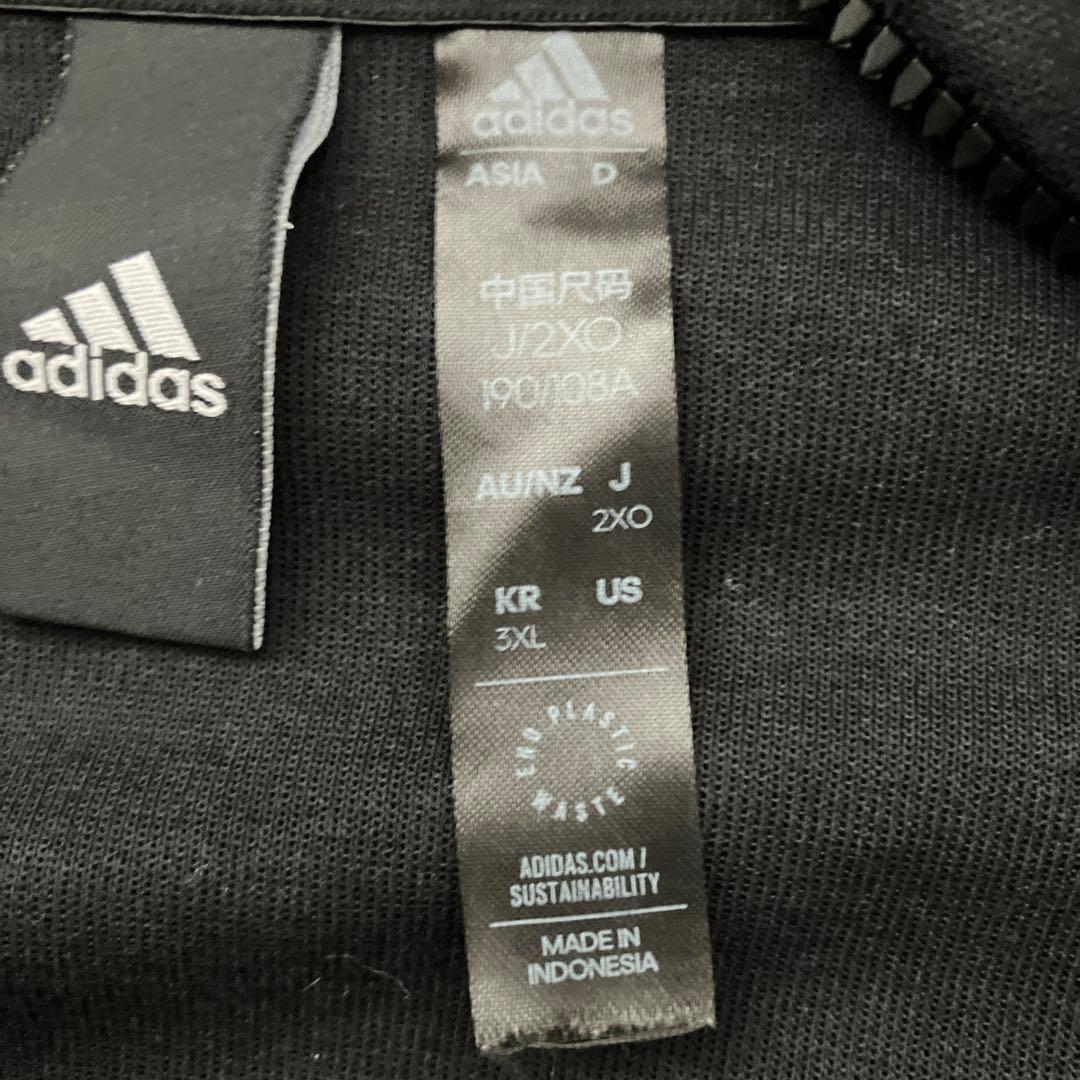 adidas
adidas
ASIA D
中国尺码
J/2XO
190/108A
AU/NZ J
2XO
KR US
3XL
END PLASTIC WASTE
ADIDAS.COM/
SUSTAINABILITY
MADE IN
INDONESIA